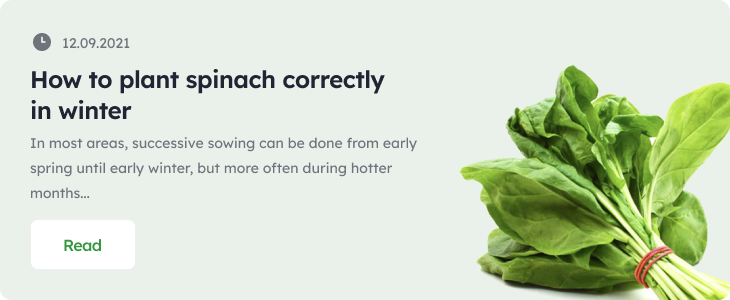 12.09.2021
How to plant spinach correctly
in winter
In most areas, successive sowing can be done from early
spring until early winter, but more often during hotter
months...
Read